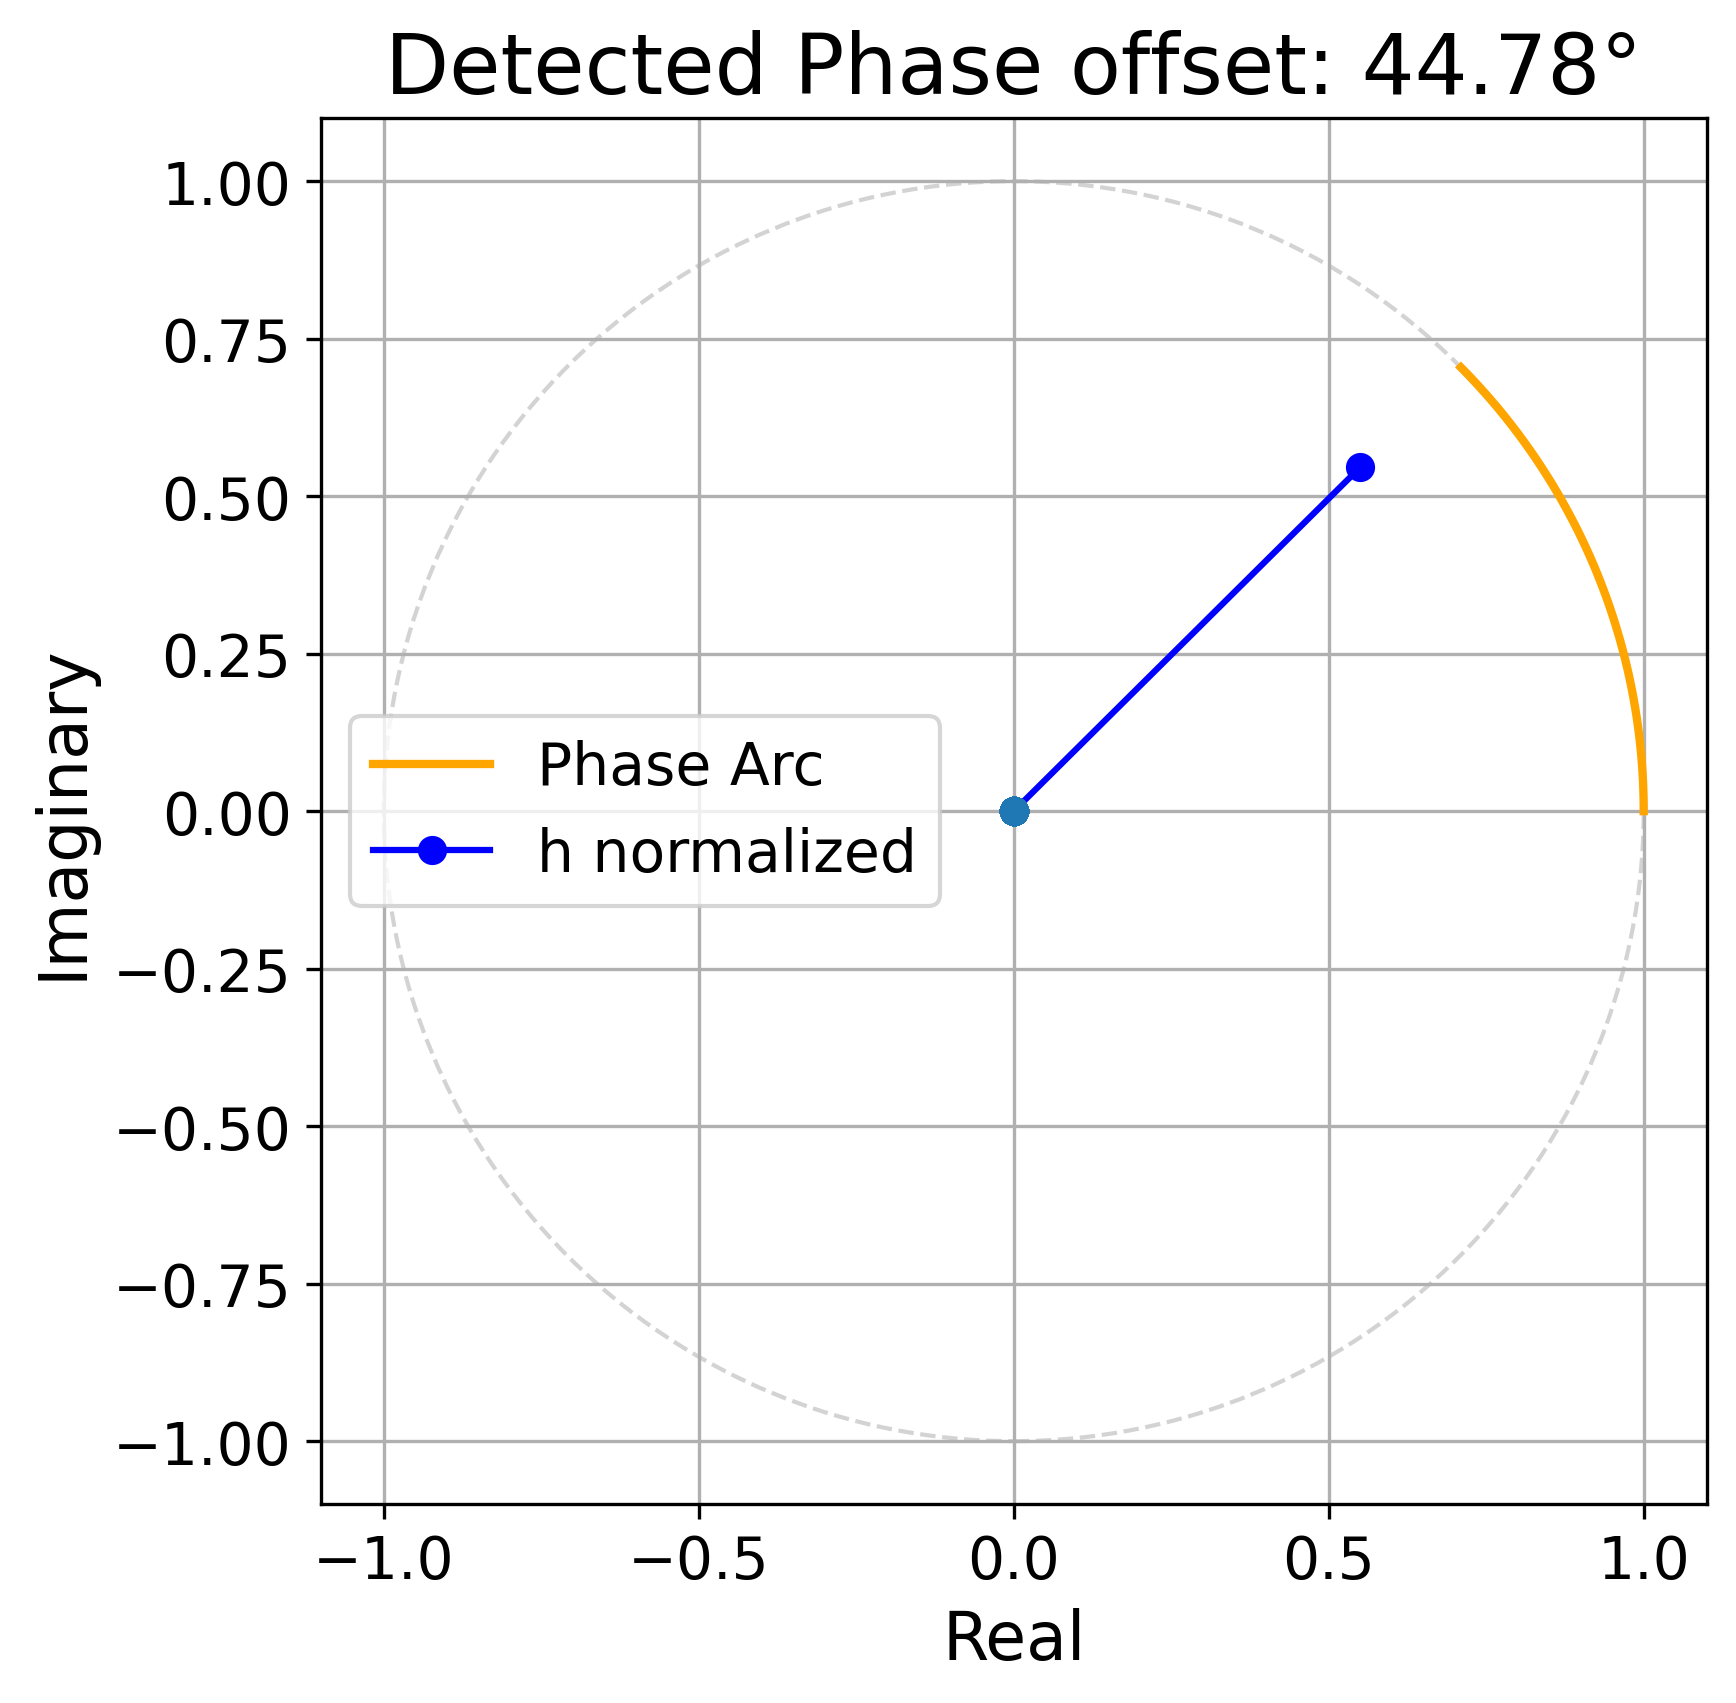 Detected Phase offset: 44.78°
1.00
0.75
0.50
0.25
0.00
−0.25
−0.50
−0.75
−1.00
Imaginary
Phase Arc
h normalized
−1.0 −0.5 0.0 0.5 1.0
Real